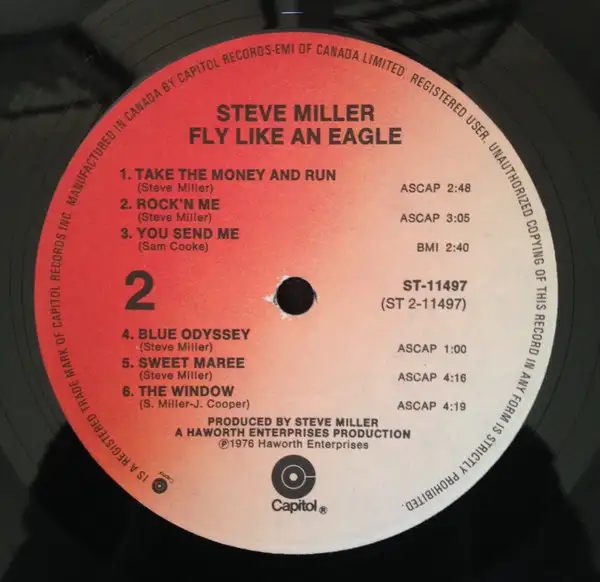 STEVE MILLER
FLY LIKE AN EAGLE
1. TAKE THE MONEY AND RUN
(Steve Miller) ASCAP 2:48
2. ROCK'N ME
(Steve Miller) ASCAP 3:05
3. YOU SEND ME
(Sam Cooke) BMI 2:40
2
ST-11497
(ST 2-11497)
4. BLUE ODYSSEY
(Steve Miller) ASCAP 1:00
5. SWEET MAREE
(Steve Miller) ASCAP 4:16
6. THE WINDOW
(S. Miller-J. Cooper) ASCAP 4:19
PRODUCED BY STEVE MILLER
A HAWORTH ENTERPRISES PRODUCTION
℗1976 Haworth Enterprises
Capitol®
Capitol
IS A REGISTERED TRADE MARK OF CAPITOL RECORDS INC. MANUFACTURED IN CANADA BY CAPITOL RECORDS-EMI OF CANADA LIMITED. REGISTERED USER. UNAUTHORIZED COPYING OF THIS RECORD IN ANY FORM IS STRICTLY PROHIBITED.